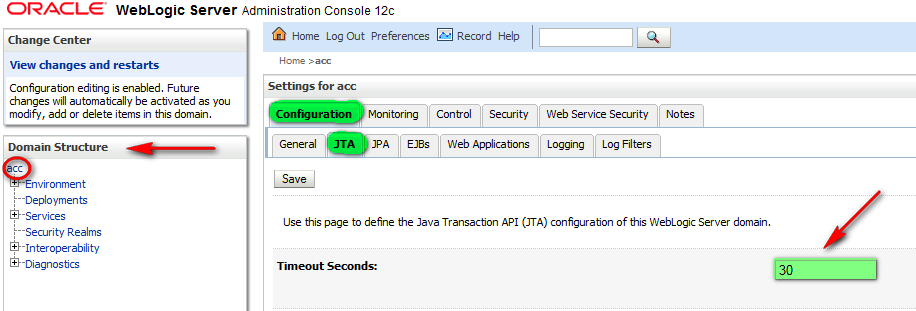 ORACLE WebLogic Server Administration Console 12c
Change Center
View changes and restarts
Configuration editing is enabled. Future
changes will automatically be activated as you
modify, add or delete items in this domain.
Domain Structure
acc
Environment
Deployments
Services
Security Realms
Interoperability
Diagnostics
Home Log Out Preferences Record Help
Home >acc
Settings for acc
Configuration Monitoring Control Security Web Service Security Notes
General JTA JPA EJBs Web Applications Logging Log Filters
Save
Use this page to define the Java Transaction API (JTA) configuration of this WebLogic Server domain.
Timeout Seconds: 30